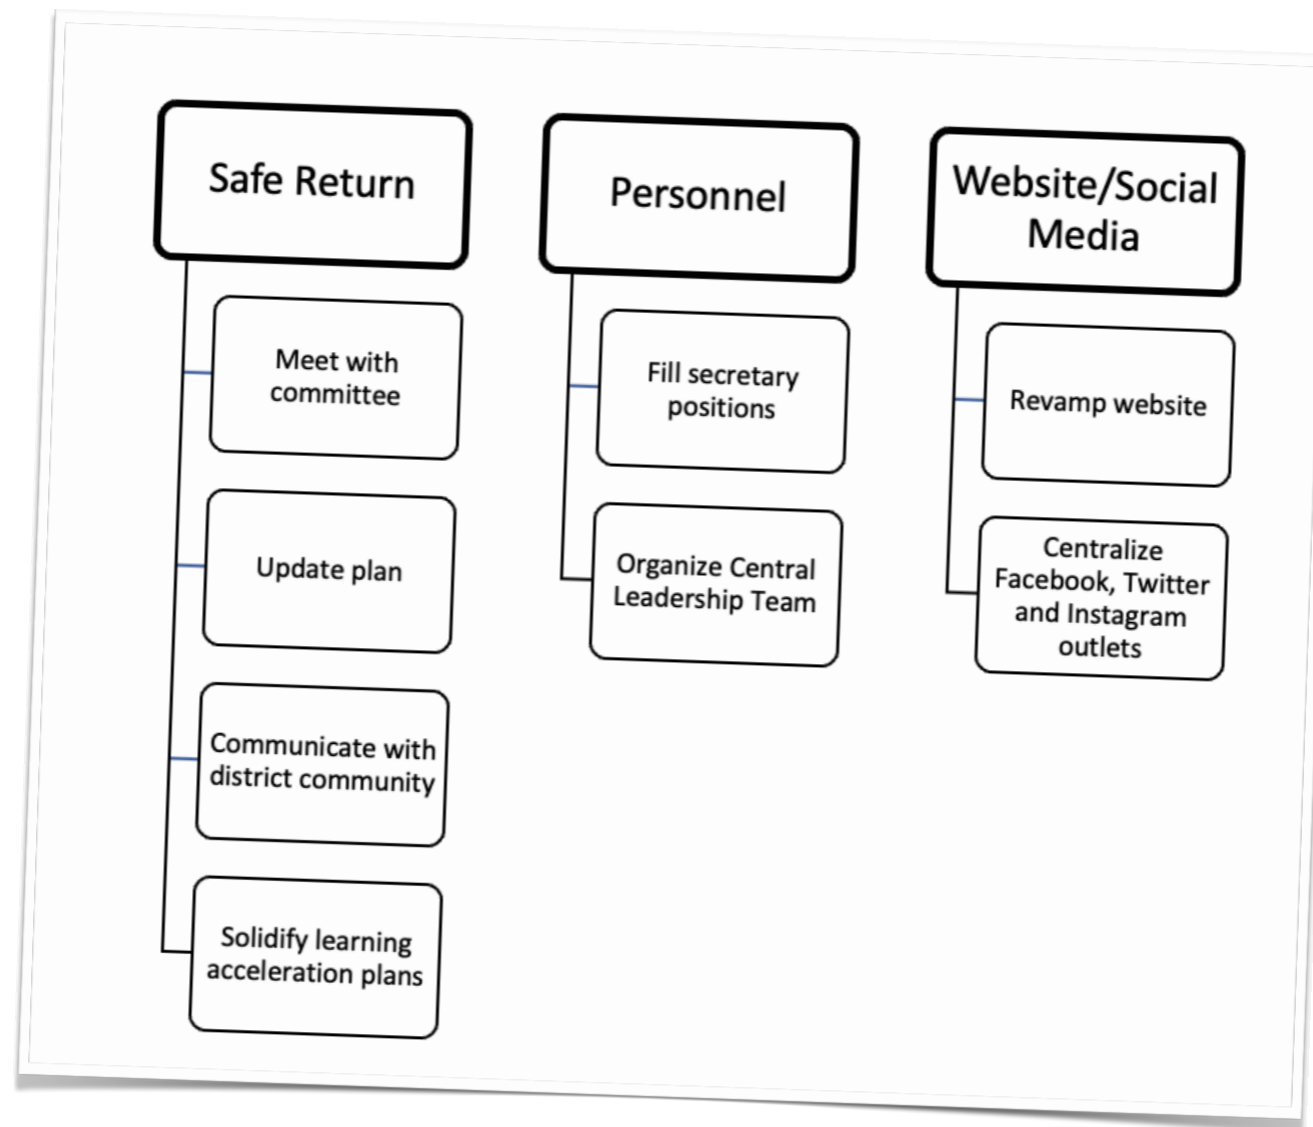 Safe Return
Meet with
committee
Update plan
Communicate with
district community
Solidify learning
acceleration plans
Personnel
Fill secretary
positions
Organize Central
Leadership Team
Website/Social
Media
Revamp website
Centralize
Facebook, Twitter
and Instagram
outlets